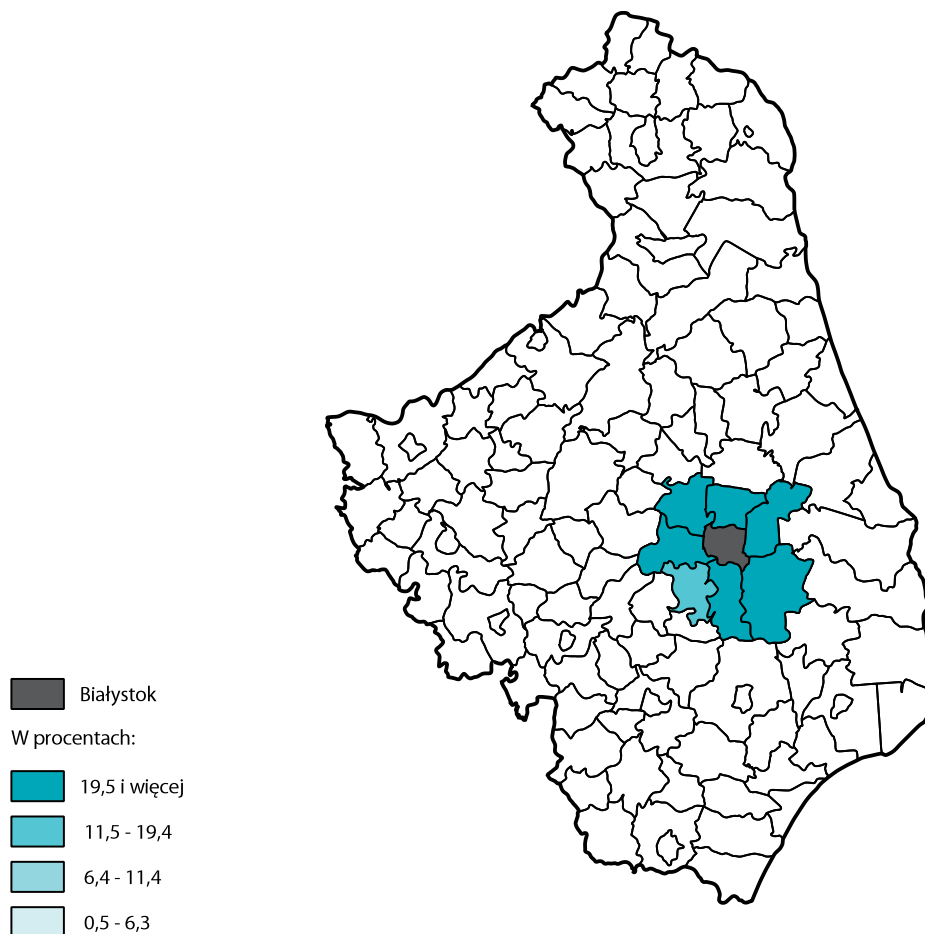 Białystok
W procentach:
19,5 i więcej
11,5 - 19,4
6,4 - 11,4
0,5 - 6,3